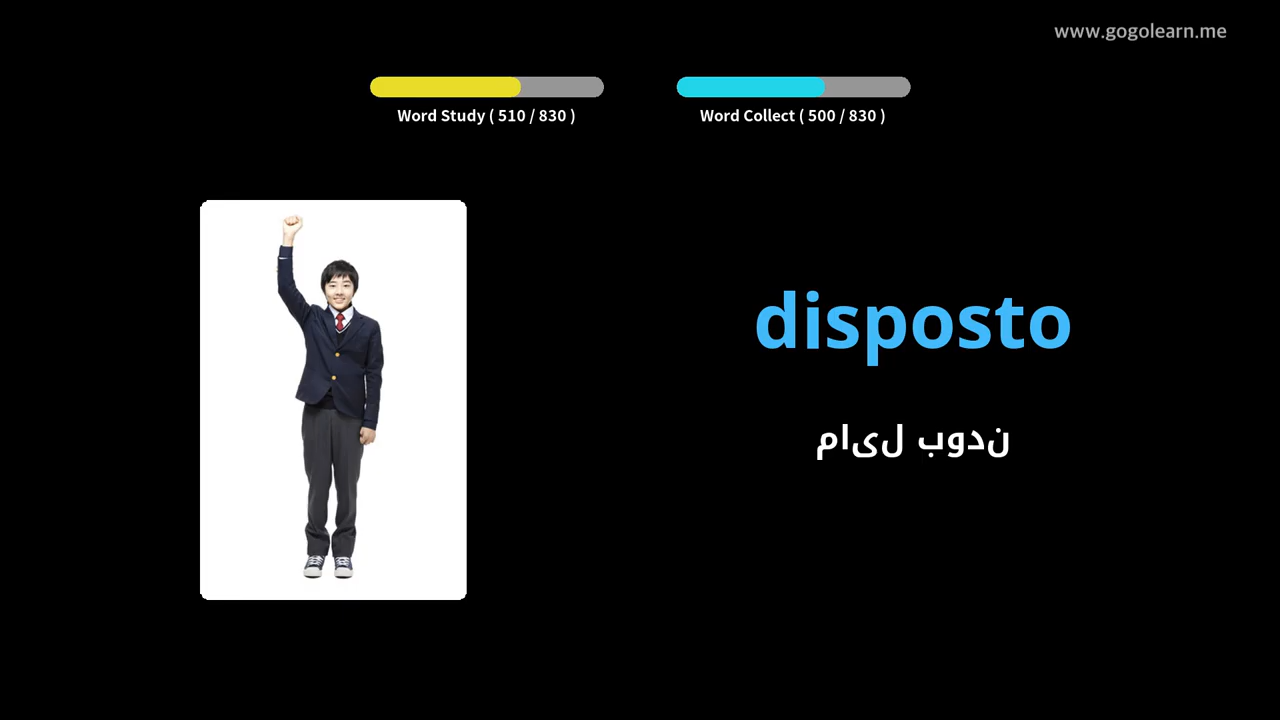 www.gogolearn.me
Word Study ( 510 / 830 )
Word Collect ( 500 / 830 )
disposto
ندوب لیام